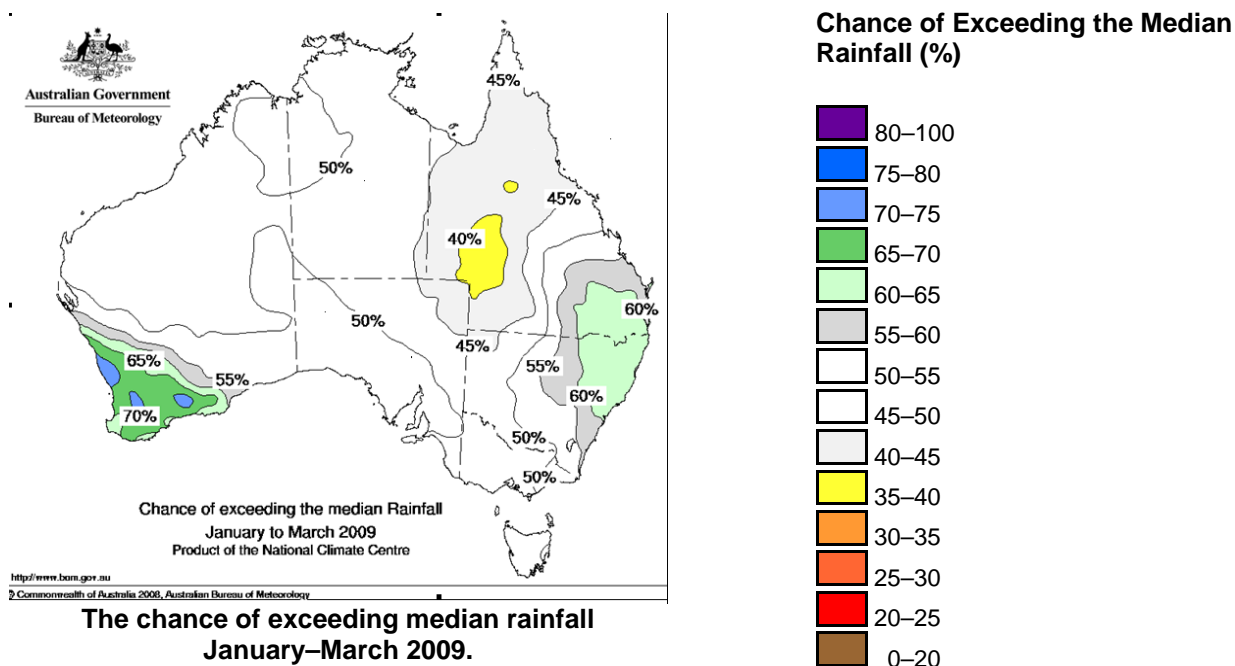 Australian Government
Bureau of Meteorology
45%
50%
45%
40%
60%
50%
45%
55%
65%
55%
60%
70%
50%
50%
Chance of exceeding the median Rainfall
January to March 2009
Product of the National Climate Centre
http://www.bom.gov.au
© Commonwealth of Australia 2008, Australian Bureau of Meteorology
The chance of exceeding median rainfall
January–March 2009.
Chance of Exceeding the Median
Rainfall (%)
80–100
75–80
70–75
65–70
60–65
55–60
50–55
45–50
40–45
35–40
30–35
25–30
20–25
0–20